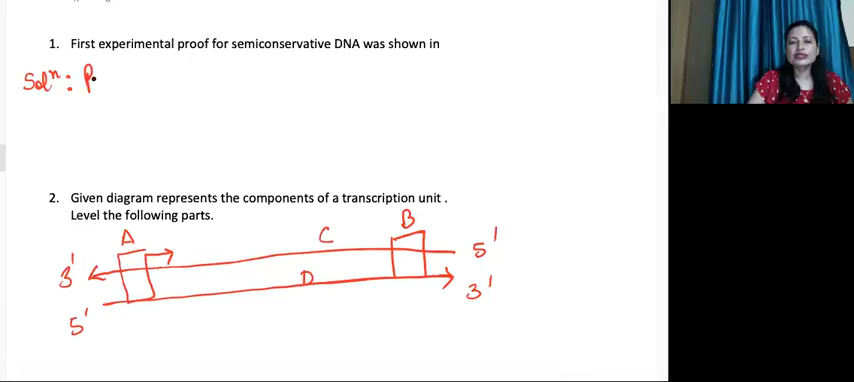 1. First experimental proof for semiconservative DNA was shown in
Solⁿ : P
2. Given diagram represents the components of a transcription unit .
Level the following parts.
A C B
3' 5'
D
5' 3'